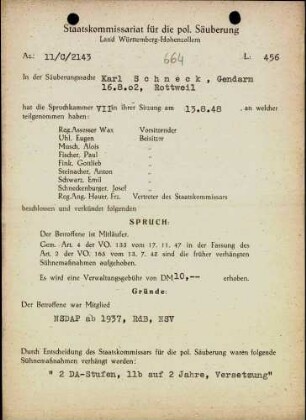 Staatskommissariat für die pol. Säuberung
Land Württemberg-Hohenzollern
Az.: 11/G/2143
664
L. 456
In der Säuberungssache Karl Schneck, Gendarm
16.8.02, Rottweil
hat die Spruchkammer VII in ihrer Sitzung am 13.8.48, an welcher
teilgenommen haben:
Reg.Assessor Wax Vorsitzender
Uhl, Eugen Beisitzer
Musch, Alois "
Fischer, Paul "
Fink, Gottlieb "
Steinacher, Anton "
Schwarz, Emil "
Schneckenburger, Josef "
Reg.Ang. Hauer, Frz. Vertreter des Staatskommissars
beschlossen und verkündet folgenden
SPRUCH:
Der Betroffene ist Mitläufer.
Gem. Art. 4 der VO. 133 vom 17. 11. 47 in der Fassung des
Art. 2 der VO. 165 vom 13. 7. 48 sind die früher verhängten
Sühnemaßnahmen aufgehoben.
Es wird eine Verwaltungsgebühr von DM 10,-- erhoben.
Gründe:
Der Betroffene war Mitglied
NSDAP ab 1937, RdB, NSV
Durch Entscheidung des Staatskommissars für die pol. Säuberung waren folgende
Sühnemaßnahmen verhängt worden:
" 2 DA-Stufen, 11b auf 2 Jahre, Versetzung"